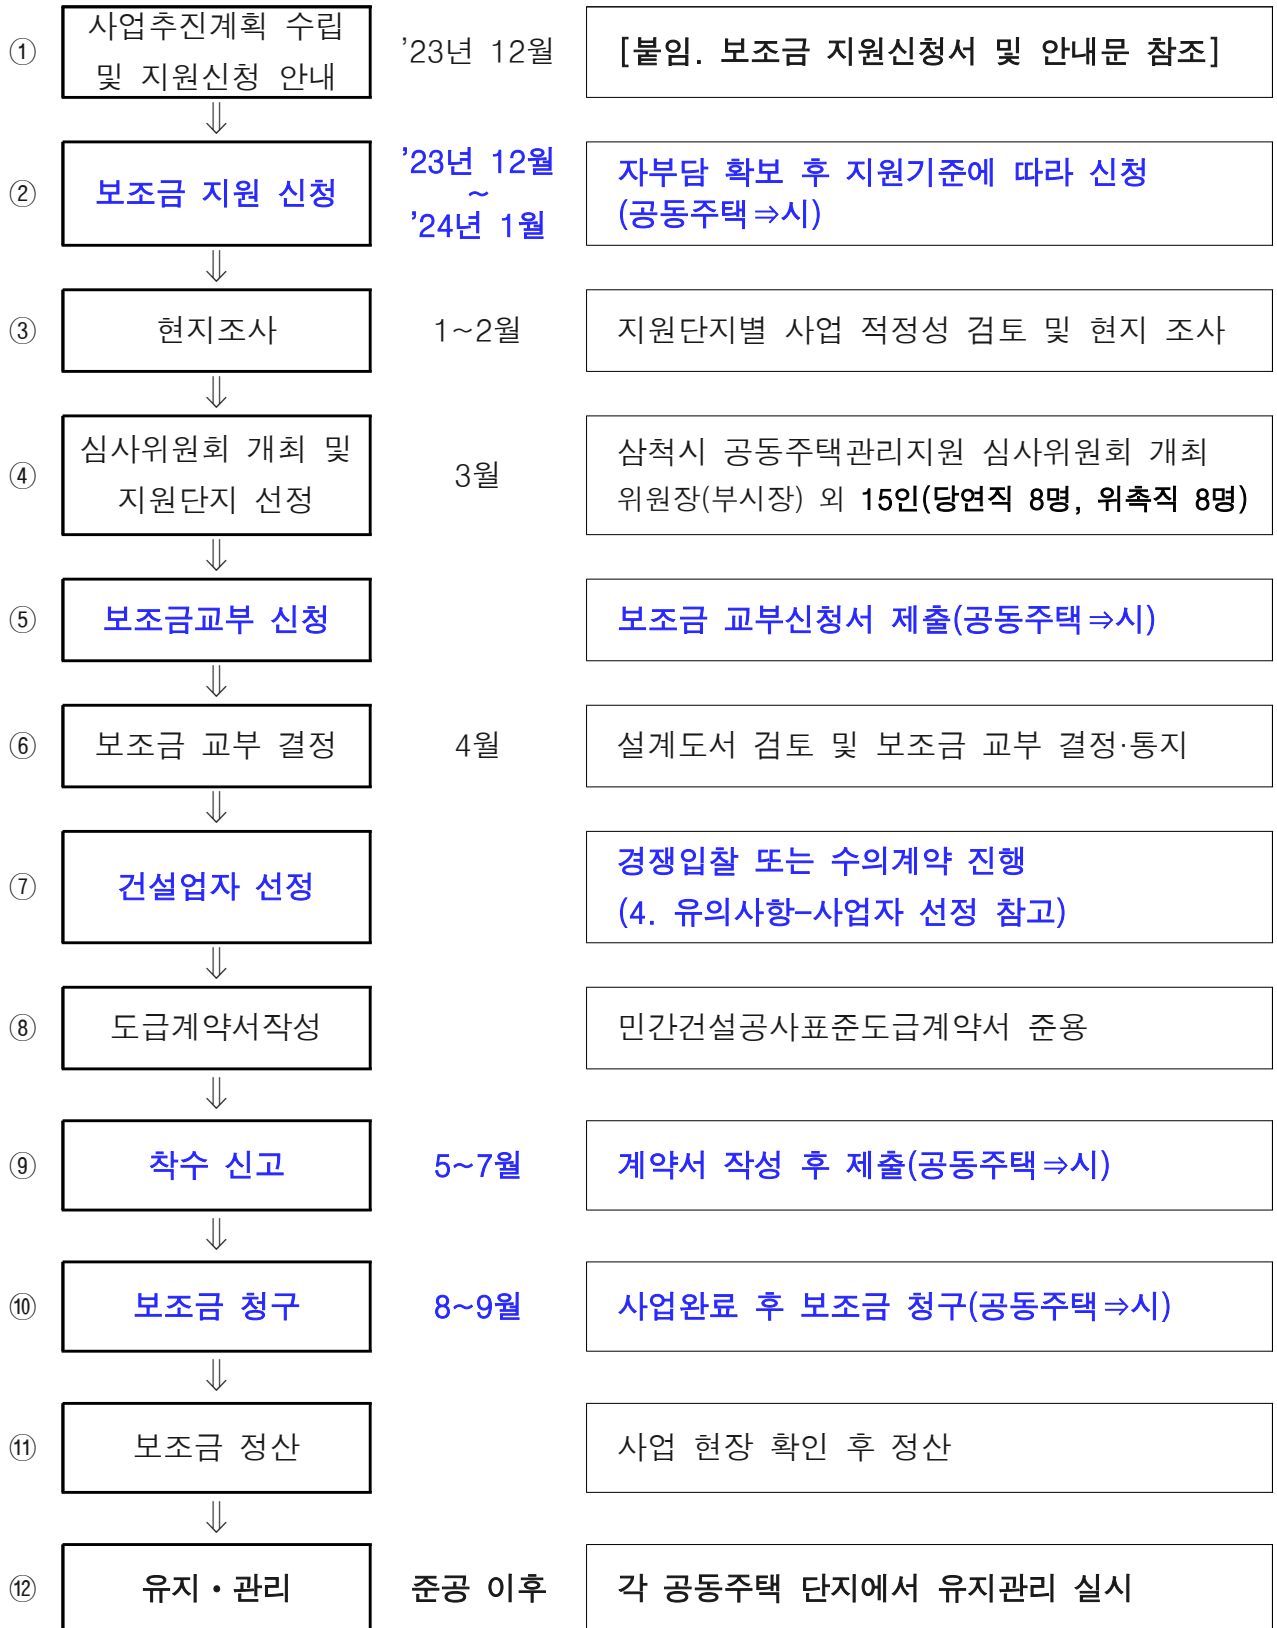 ① 사업추진계획 수립 및 지원신청 안내 ’23년 12월 [붙임. 보조금 지원신청서 및 안내문 참조]
⇓
② 보조금 지원 신청 ’23년 12월 ~ ’24년 1월 자부담 확보 후 지원기준에 따라 신청
(공동주택⇒시)
⇓
③ 현지조사 1~2월 지원단지별 사업 적정성 검토 및 현지 조사
⇓
④ 심사위원회 개최 및 지원단지 선정 3월 삼척시 공동주택관리지원 심사위원회 개최
위원장(부시장) 외 15인(당연직 8명, 위촉직 8명)
⇓
⑤ 보조금교부 신청 보조금 교부신청서 제출(공동주택⇒시)
⇓
⑥ 보조금 교부 결정 4월 설계도서 검토 및 보조금 교부 결정·통지
⇓
⑦ 건설업자 선정 경쟁입찰 또는 수의계약 진행
(4. 유의사항-사업자 선정 참고)
⇓
⑧ 도급계약서작성 민간건설공사표준도급계약서 준용
⇓
⑨ 착수 신고 5~7월 계약서 작성 후 제출(공동주택⇒시)
⇓
⑩ 보조금 청구 8~9월 사업완료 후 보조금 청구(공동주택⇒시)
⇓
⑪ 보조금 정산 사업 현장 확인 후 정산
⇓
⑫ 유지・관리 준공 이후 각 공동주택 단지에서 유지관리 실시